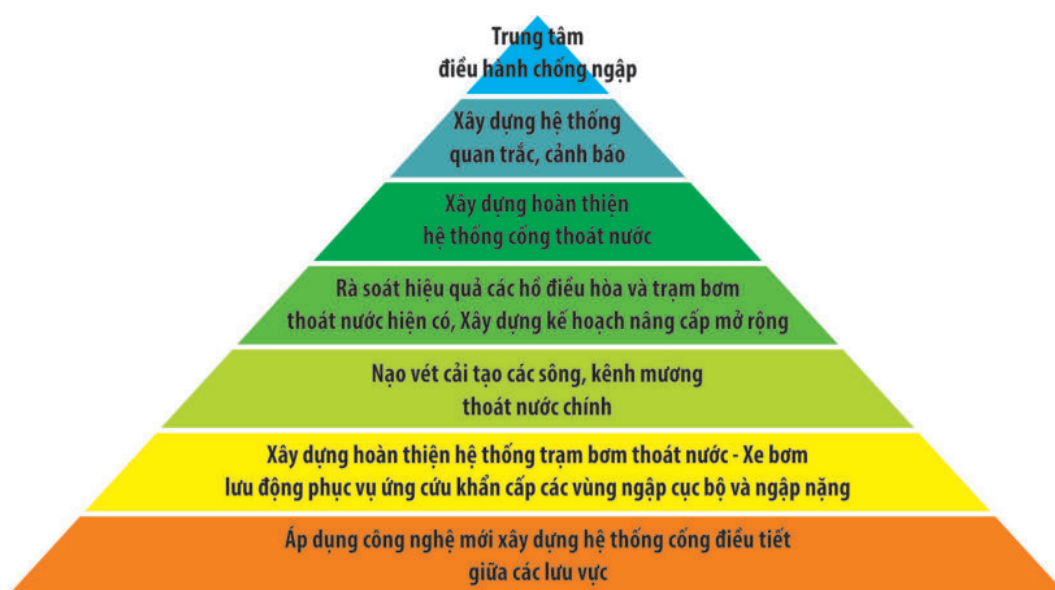 Trung tâm
điều hành chống ngập
Xây dựng hệ thống
quan trắc, cảnh báo
Xây dựng hoàn thiện
hệ thống cống thoát nước
Rà soát hiệu quả các hồ điều hòa và trạm bơm
thoát nước hiện có, Xây dựng kế hoạch nâng cấp mở rộng
Nạo vét cải tạo các sông, kênh mương
thoát nước chính
Xây dựng hoàn thiện hệ thống trạm bơm thoát nước - Xe bơm
lưu động phục vụ ứng cứu khẩn cấp các vùng ngập cục bộ và ngập nặng
Áp dụng công nghệ mới xây dựng hệ thống cống điều tiết
giữa các lưu vực